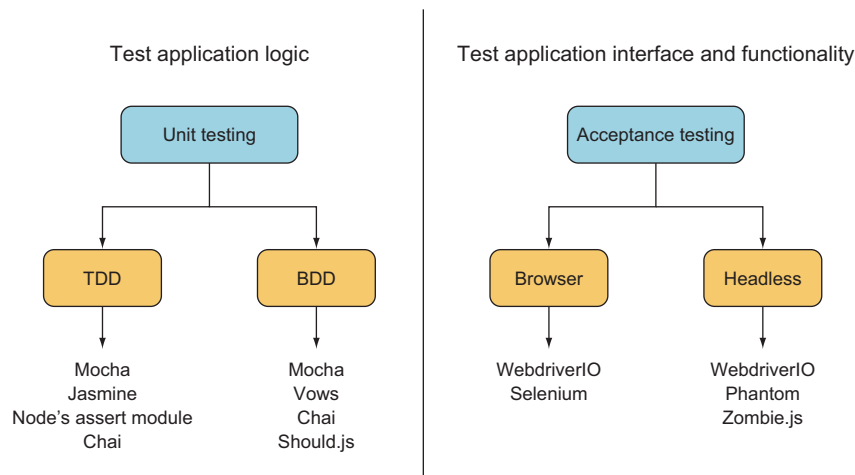 Test application logic
Unit testing
TDD
BDD
Mocha
Jasmine
Node's assert module
Chai
Mocha
Vows
Chai
Should.js
Test application interface and functionality
Acceptance testing
Browser
Headless
WebdriverIO
Selenium
WebdriverIO
Phantom
Zombie.js